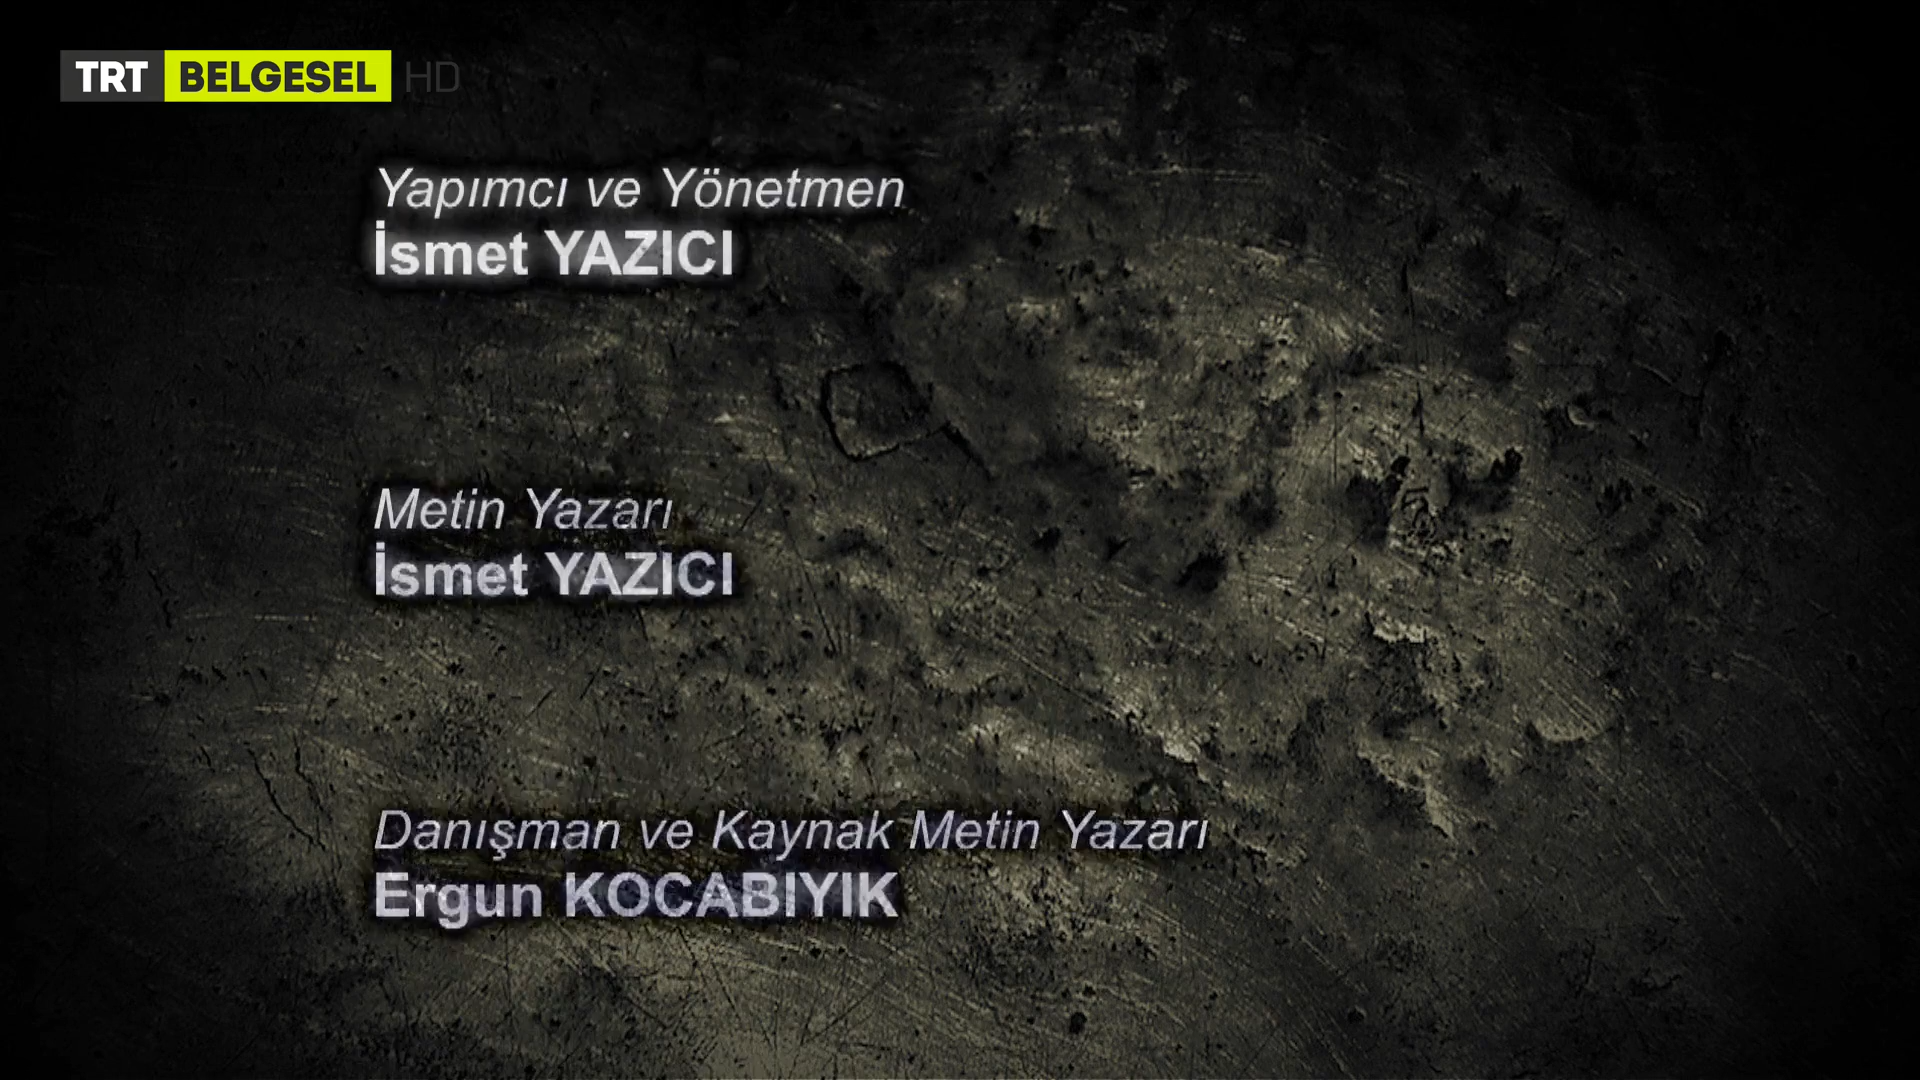 TRT BELGESEL HD
Yapımcı ve Yönetmen
İsmet YAZICI
Metin Yazarı
İsmet YAZICI
Danışman ve Kaynak Metin Yazarı
Ergun KOCABIYIK